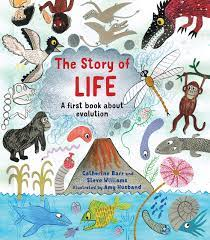 The Story of
LIFE
A first book about
evolution
Catherine Barr and
Steve Williams
Illustrated by Amy Husband